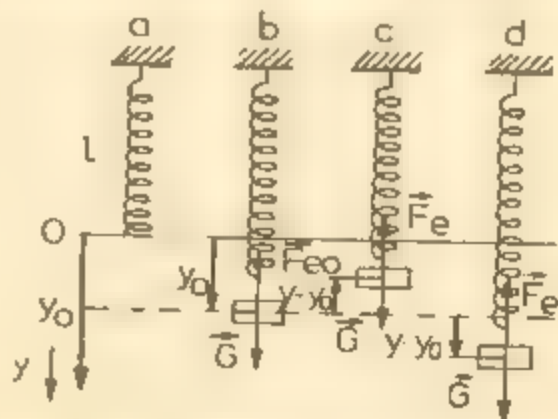 a b c d
l
O
F⃗e
y₀ F⃗eo y-y₀ F⃗e
y₀
G⃗ G⃗ y-y₀
y
G⃗